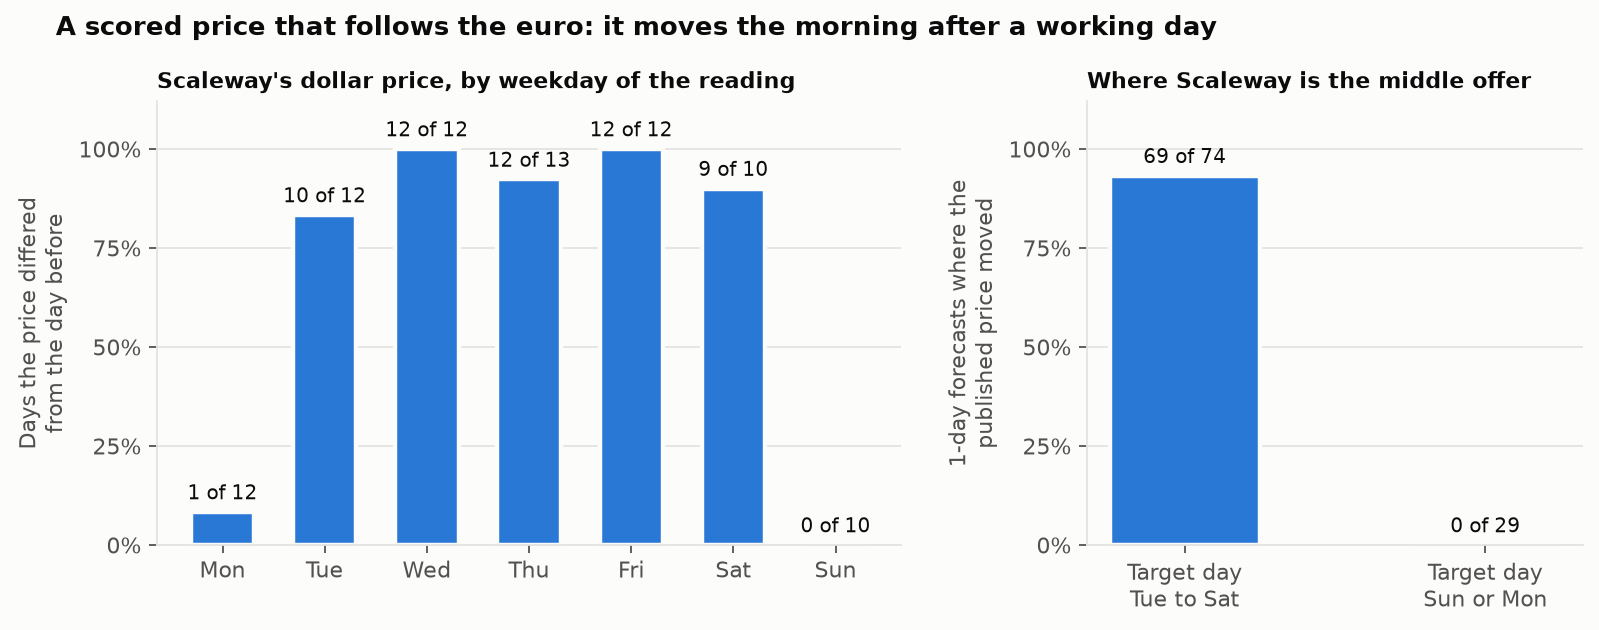 A scored price that follows the euro: it moves the morning after a working day
Scaleway's dollar price, by weekday of the reading
Days the price differed
from the day before
100%
75%
50%
25%
0%
1 of 12
10 of 12
12 of 12
12 of 13
12 of 12
9 of 10
0 of 10
Mon
Tue
Wed
Thu
Fri
Sat
Sun
Where Scaleway is the middle offer
1-day forecasts where the
published price moved
100%
75%
50%
25%
0%
69 of 74
0 of 29
Target day
Tue to Sat
Target day
Sun or Mon